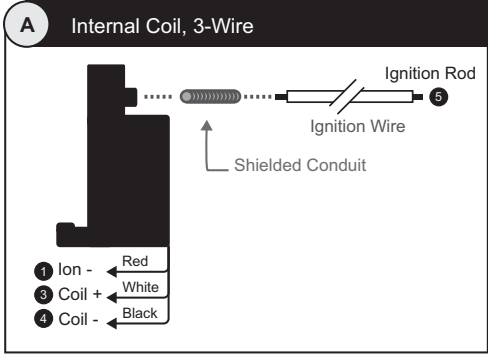 A Internal Coil, 3-Wire
Ignition Rod
5
Ignition Wire
Shielded Conduit
1 Ion - Red
3 Coil + White
4 Coil - Black